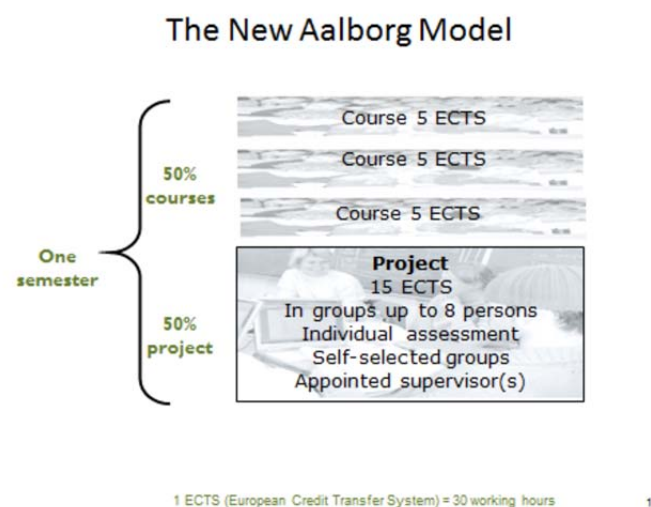 The New Aalborg Model
Course 5 ECTS
Course 5 ECTS
50%
courses
Course 5 ECTS
One
semester
Project
15 ECTS
In groups up to 8 persons
50%
project
Individual assessment
Self-selected groups
Appointed supervisor(s)
1 ECTS (European Credit Transfer System) = 30 working hours
1